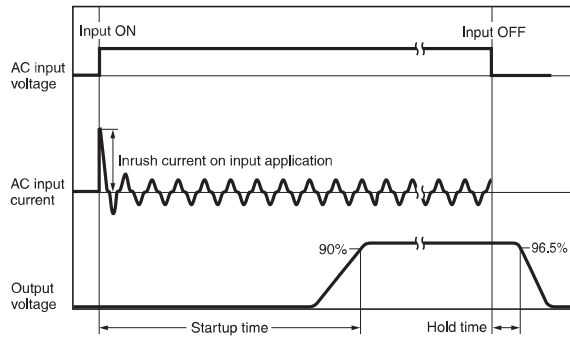 Input ON
Input OFF
AC input
voltage
Inrush current on input application
AC input
current
90%
96.5%
Output
voltage
Startup time
Hold time